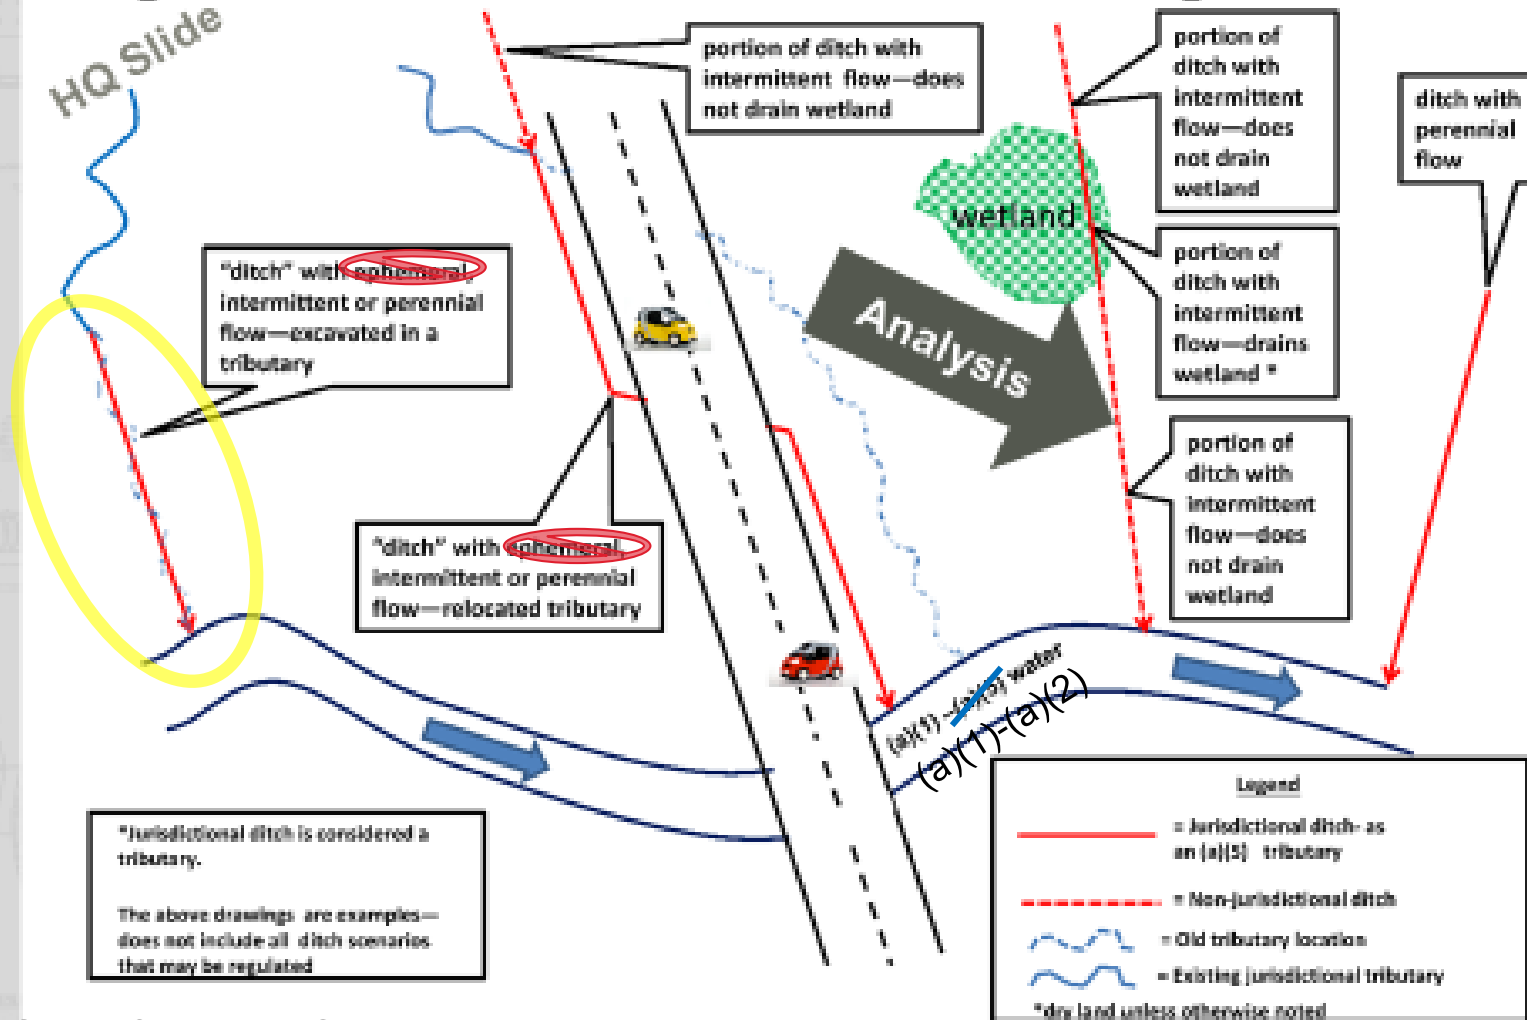 HQ Slide
portion of ditch with
intermittent flow—does
not drain wetland
portion of
ditch with
intermittent
flow—does
not drain
wetland
ditch with
perennial
flow
wetland
"ditch" with ephemeral,
intermittent or perennial
flow—excavated in a
tributary
portion of
ditch with
intermittent
flow—drains
wetland *
Analysis
portion of
ditch with
intermittent
flow—does
not drain
wetland
"ditch" with ephemeral,
intermittent or perennial
flow—relocated tributary
(a)(1) water
(a)(1)-(a)(2)
*Jurisdictional ditch is considered a
tributary.
The above drawings are examples—
does not include all ditch scenarios
that may be regulated
Legend
= Jurisdictional ditch- as
an (a)(5) tributary
= Non-jurisdictional ditch
= Old tributary location
= Existing jurisdictional tributary
*dry land unless otherwise noted